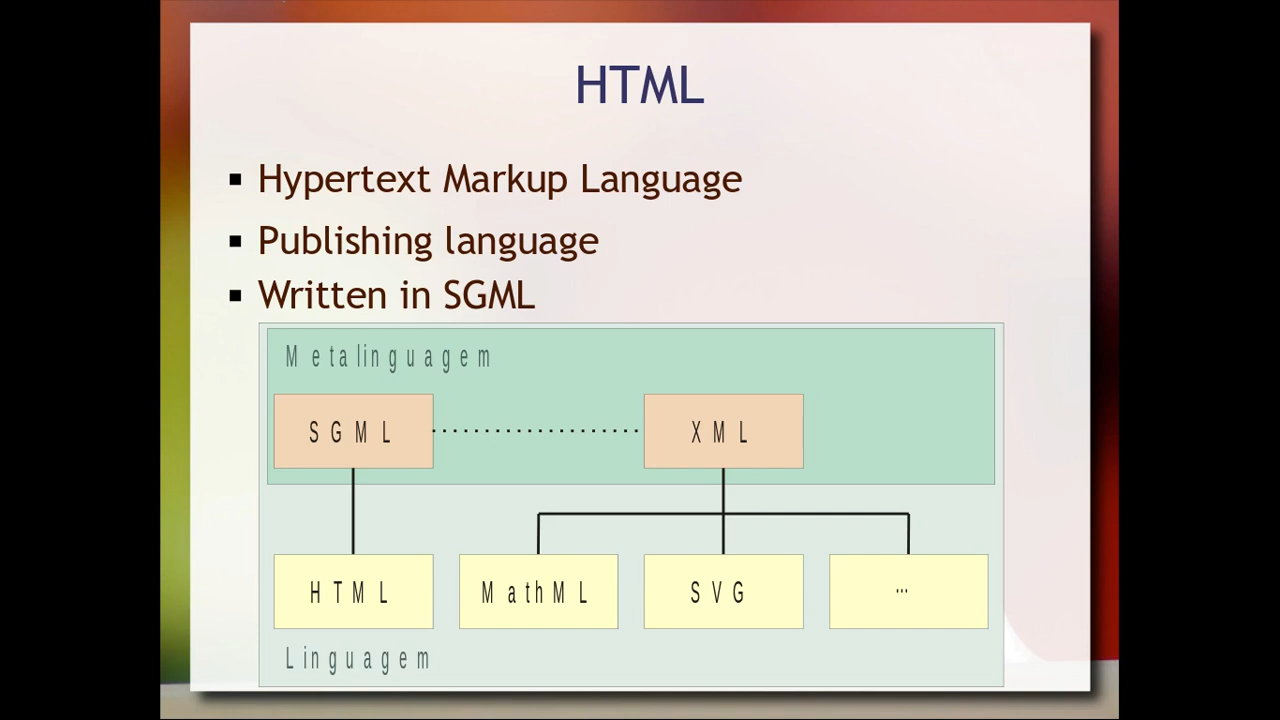 HTML
Hypertext Markup Language
Publishing language
Written in SGML
Metalinguagem
SGML
XML
HTML
MathML
SVG
...
Linguagem